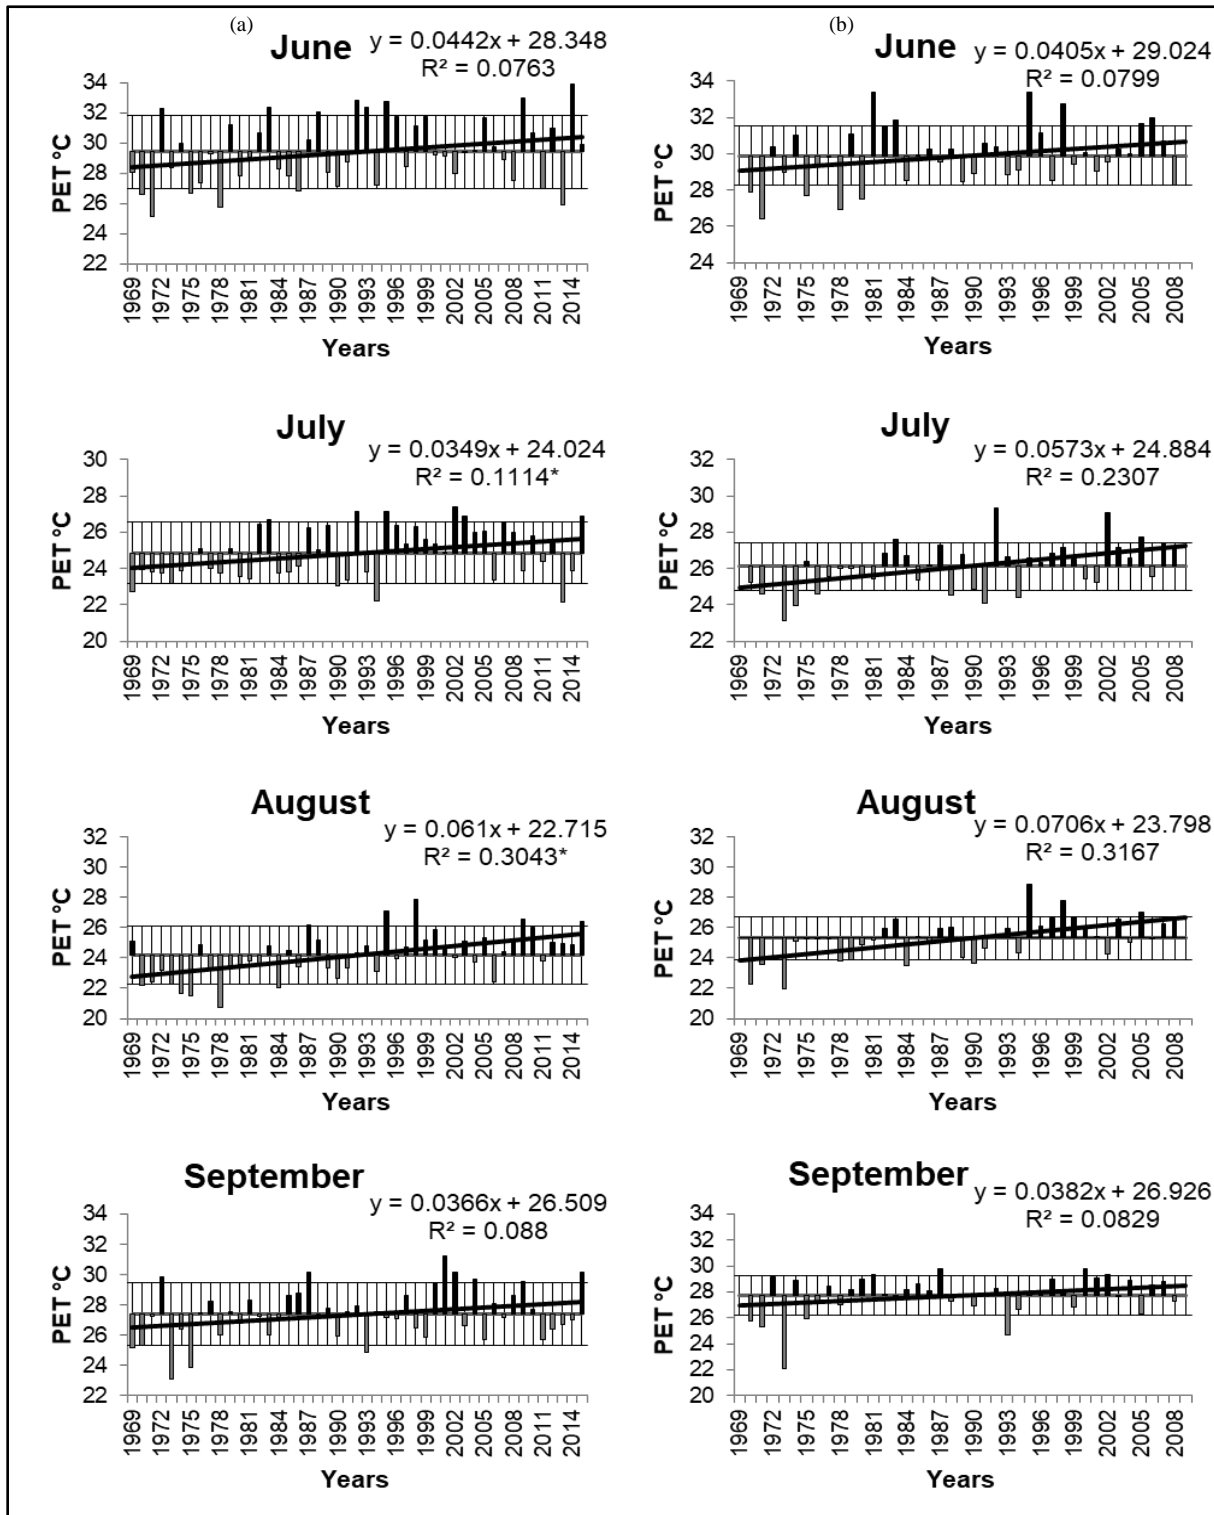 (a)
June
y = 0.0442x + 28.348
R² = 0.0763
34
32
30
28
26
24
22
PET °C
1969 1972 1975 1978 1981 1984 1987 1990 1993 1996 1999 2002 2005 2008 2011 2014
Years
(b)
June
y = 0.0405x + 29.024
R² = 0.0799
34
32
30
28
26
24
PET °C
1969 1972 1975 1978 1981 1984 1987 1990 1993 1996 1999 2002 2005 2008
Years
July
y = 0.0349x + 24.024
R² = 0.1114*
30
28
26
24
22
20
PET °C
1969 1972 1975 1978 1981 1984 1987 1990 1993 1996 1999 2002 2005 2008 2011 2014
Years
July
y = 0.0573x + 24.884
R² = 0.2307
32
30
28
26
24
22
PET °C
1969 1972 1975 1978 1981 1984 1987 1990 1993 1996 1999 2002 2005 2008
Years
August
y = 0.061x + 22.715
R² = 0.3043*
32
30
28
26
24
22
20
PET °C
1969 1972 1975 1978 1981 1984 1987 1990 1993 1996 1999 2002 2005 2008 2011 2014
Years
August
y = 0.0706x + 23.798
R² = 0.3167
32
30
28
26
24
22
20
PET °C
1969 1972 1975 1978 1981 1984 1987 1990 1993 1996 1999 2002 2005 2008
Years
September
y = 0.0366x + 26.509
R² = 0.088
34
32
30
28
26
24
22
PET °C
1969 1972 1975 1978 1981 1984 1987 1990 1993 1996 1999 2002 2005 2008 2011 2014
Years
September
y = 0.0382x + 26.926
R² = 0.0829
34
32
30
28
26
24
22
20
PET °C
1969 1972 1975 1978 1981 1984 1987 1990 1993 1996 1999 2002 2005 2008
Years